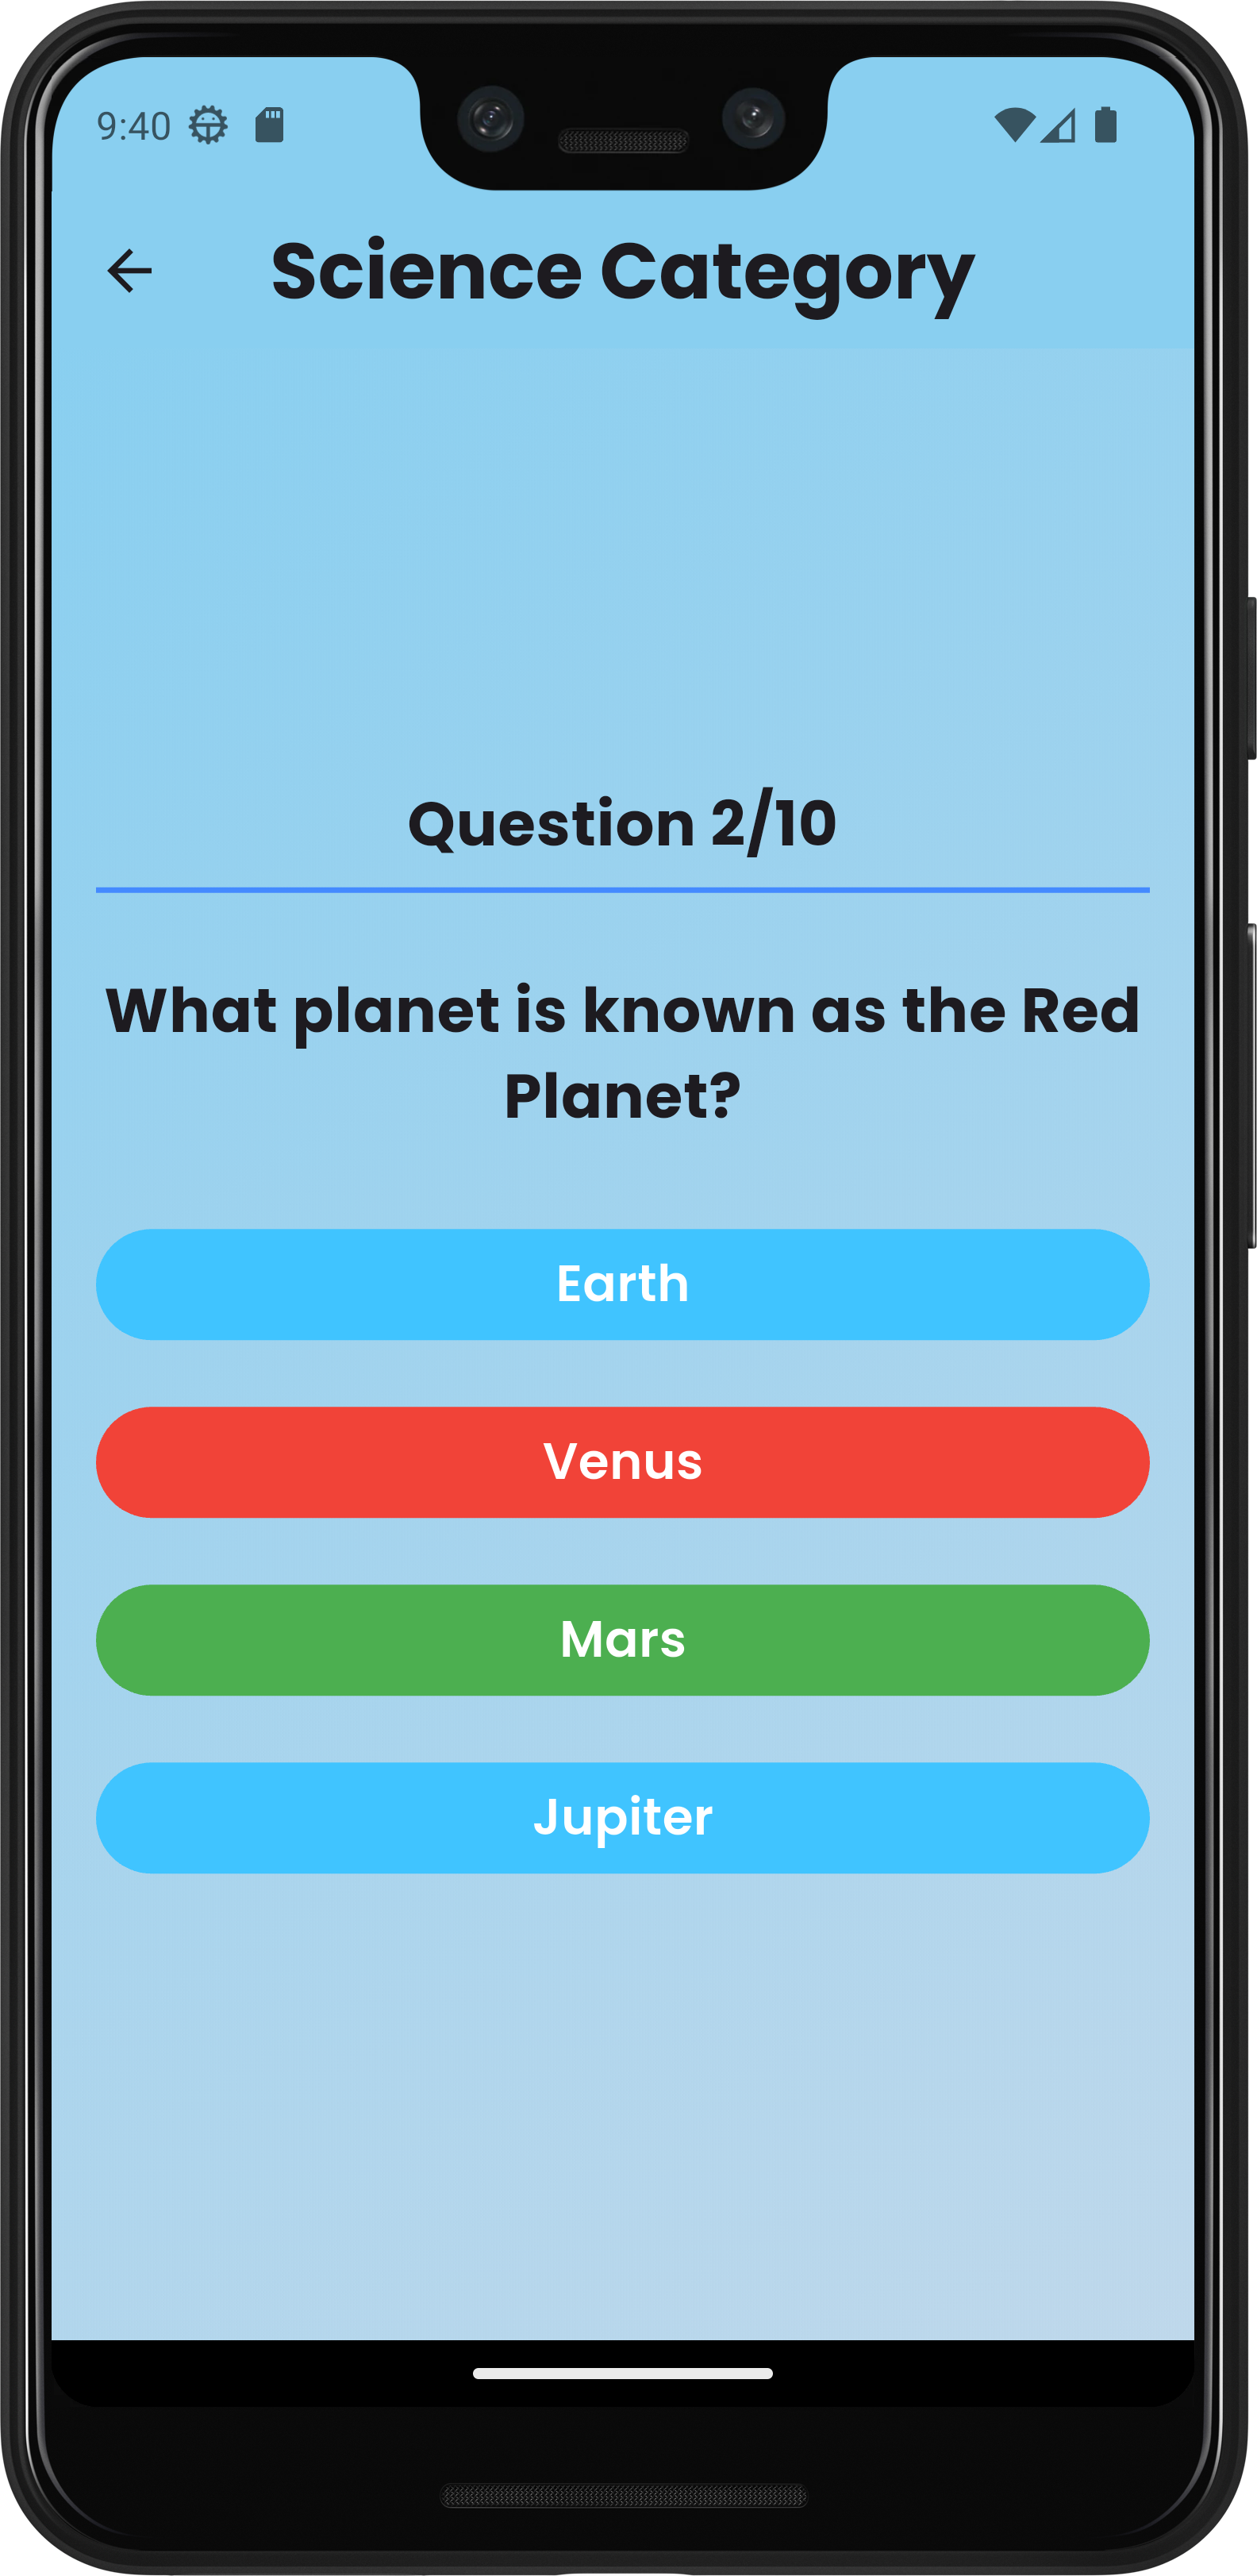 9:40
Science Category
Question 2/10
What planet is known as the Red
Planet?
Earth
Venus
Mars
Jupiter